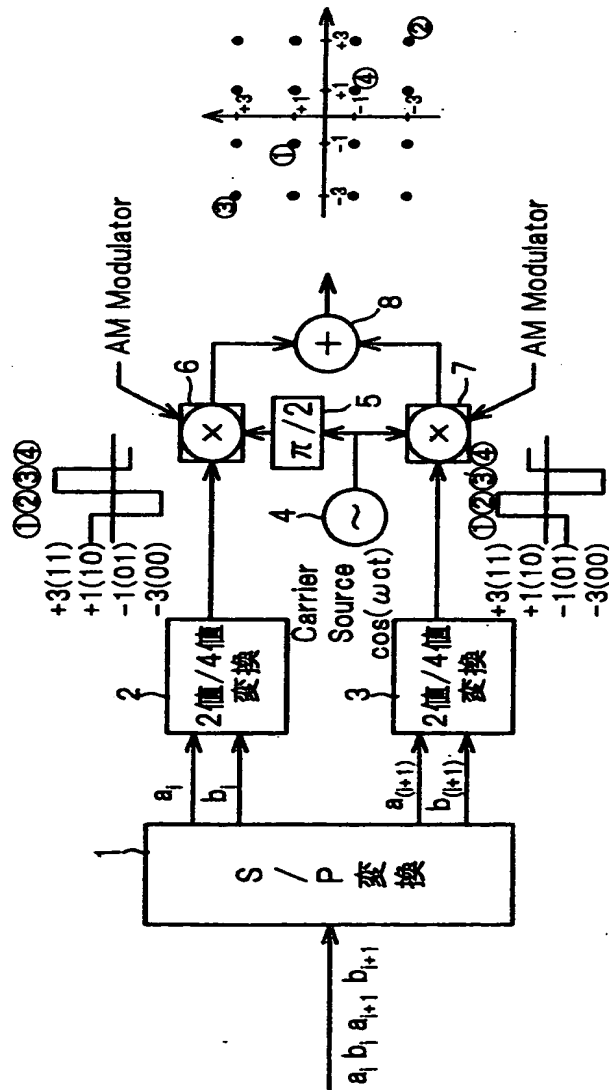 a_i b_i a_{i+1} b_{i+1}
1
S/P変換
a_i
b_i
a_(i+1)
b_(i+1)
2
2値/4値
変換
3
2値/4値
変換
+3(11)
+1(10)
-1(01)
-3(00)
①②③④
Carrier
Source
cos(ωct)
4
~
π/2
5
+3(11)
+1(10)
-1(01)
-3(00)
①②③④
AM Modulator
6
×
7
×
AM Modulator
8
+
③
①
④
②
+3
+1
-1
-3
-3
-1
+1
+3